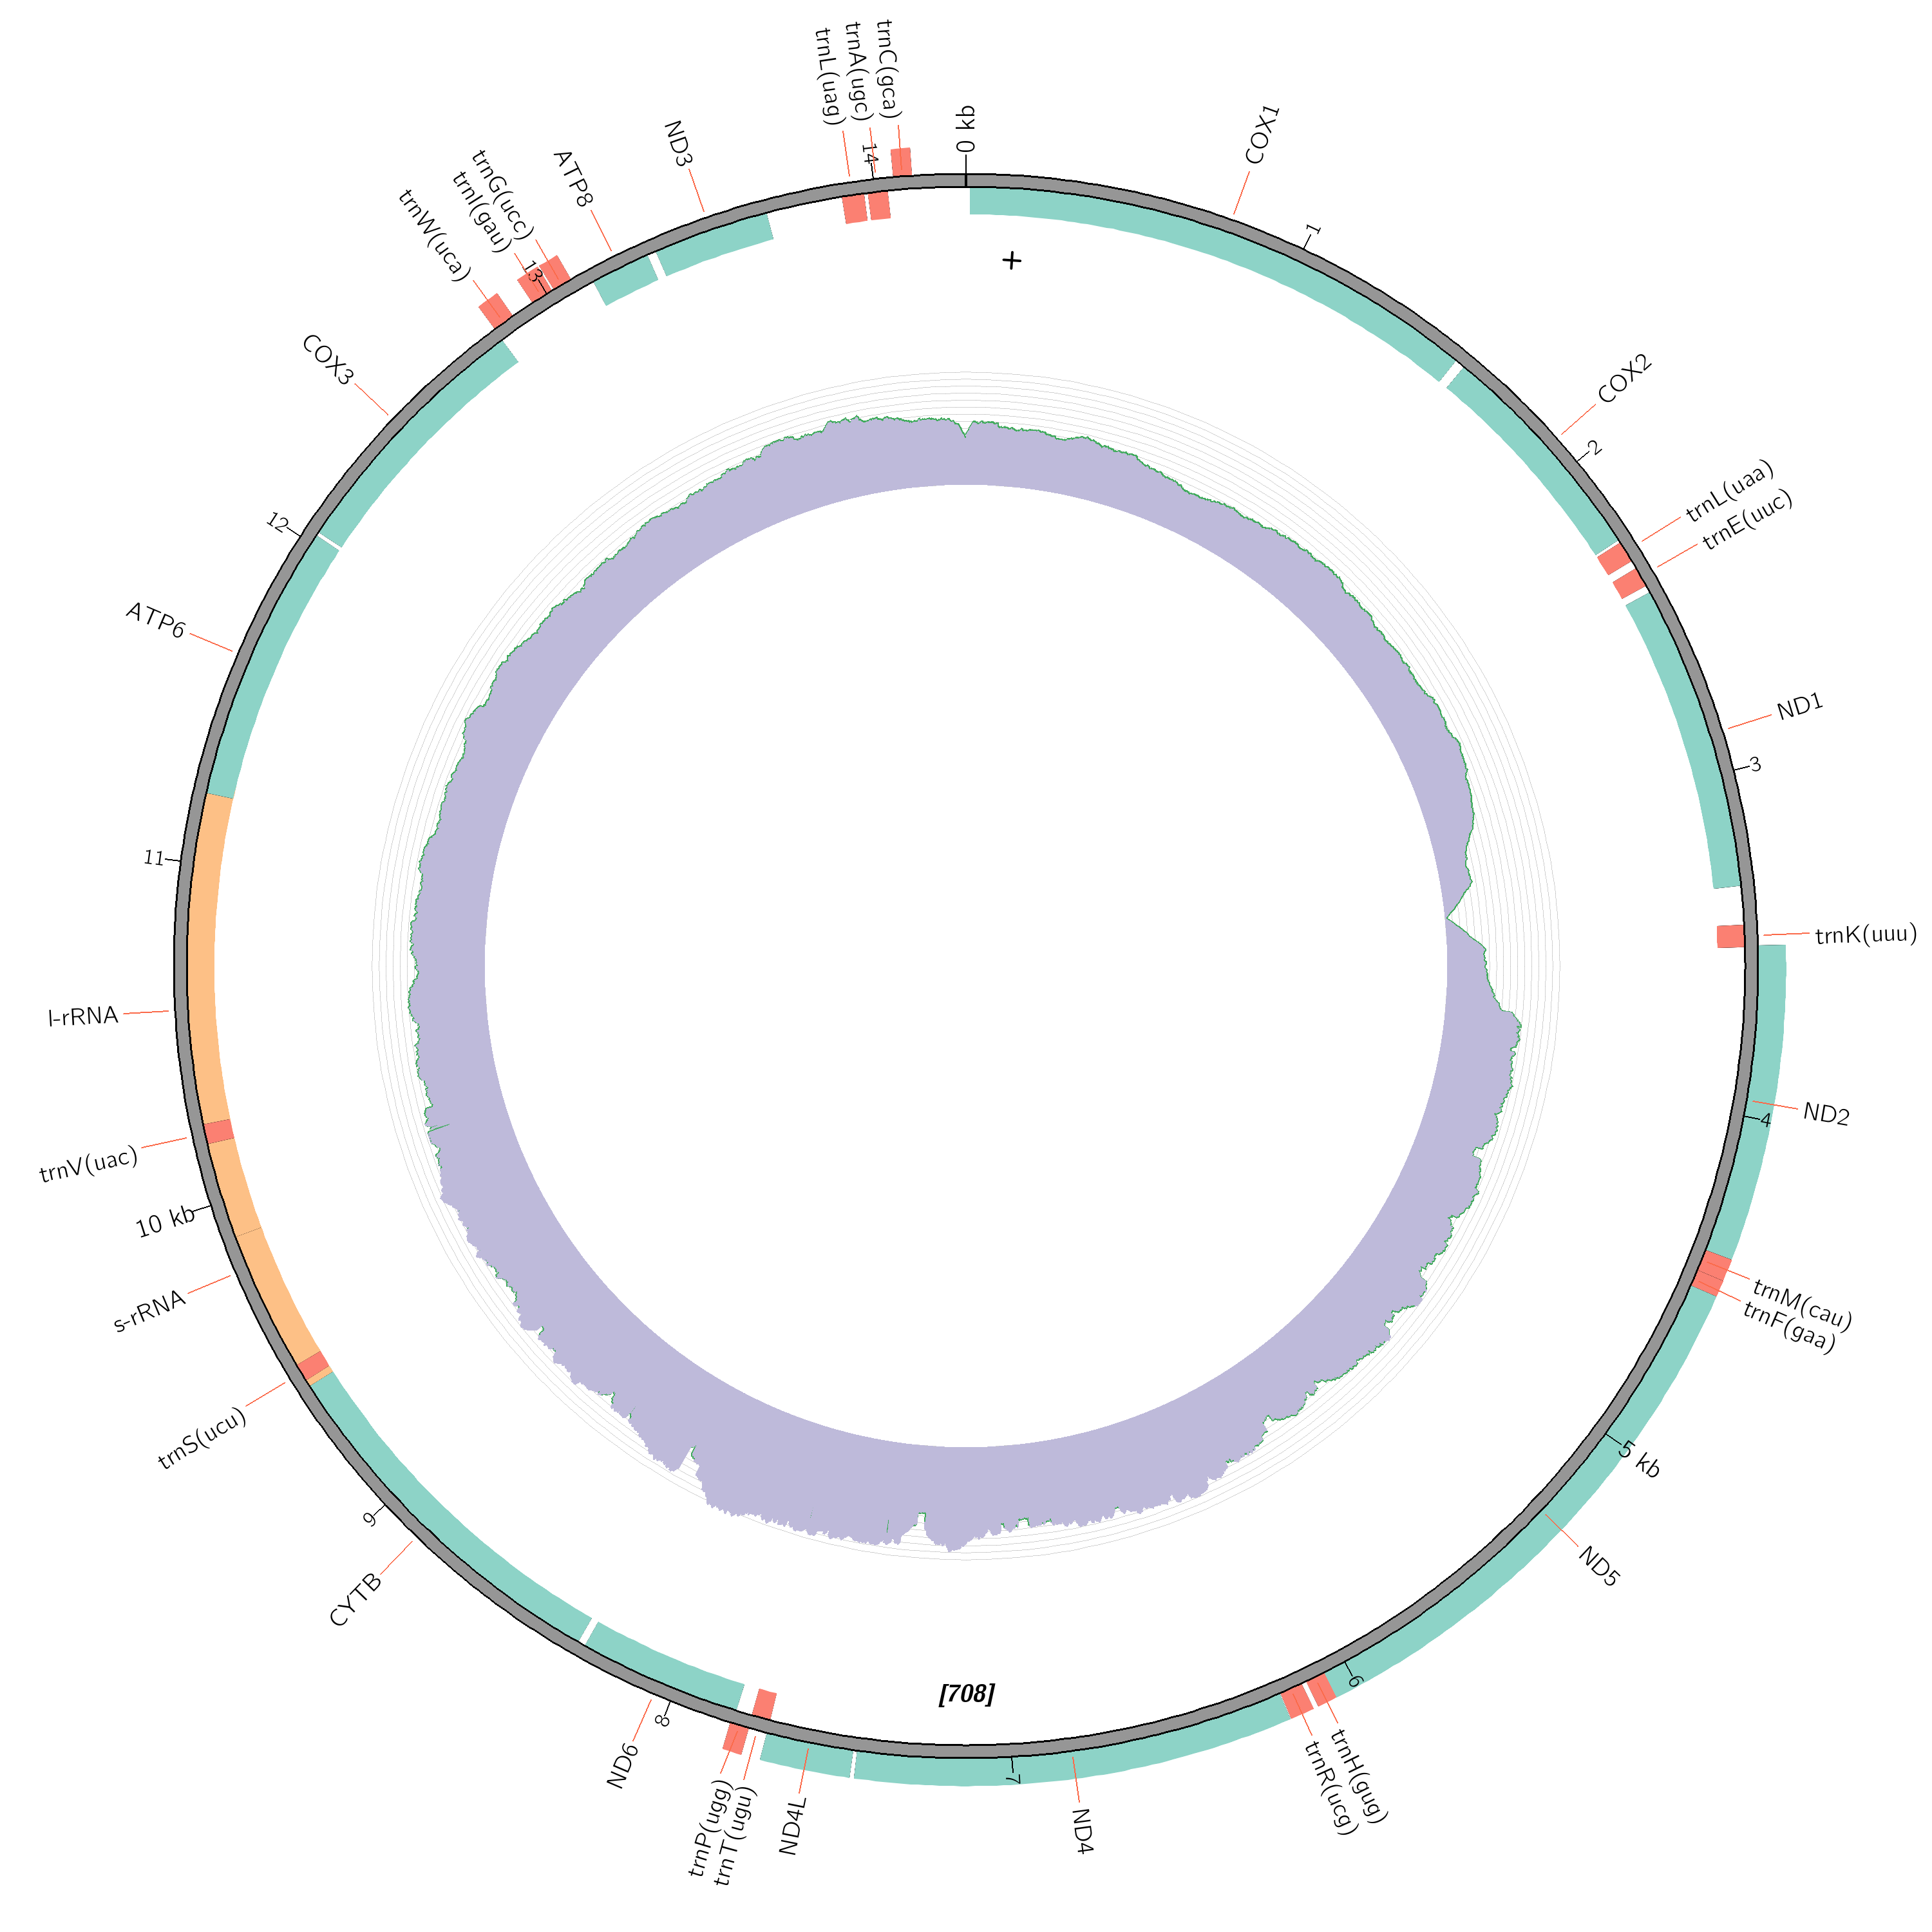 0 kb
COX1
1
COX2
2
trnL(uaa)
trnE(uuc)
ND1
3
trnK(uuu)
ND2
4
trnM(cau)
trnF(gaa)
5 kb
ND5
6
trnH(gug)
trnR(ucg)
7
ND4
ND4L
trnT(ugu)
trnP(ugg)
8
ND6
CYTB
9
trnS(ucu)
s-rRNA
10 kb
trnV(uac)
l-rRNA
11
ATP6
12
COX3
trnW(uca)
trnI(gau)
13
trnG(ucc)
ATP8
ND3
trnL(uag)
trnA(ugc)
14
trnC(gca)
+
[708]